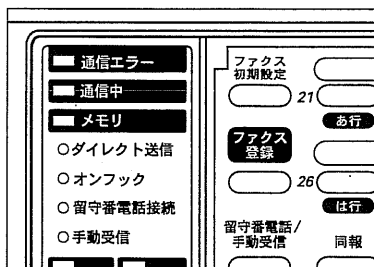 通信エラー
通信中
メモリ
○ダイレクト送信
○オンフック
○留守番電話接続
○手動受信
ファクス
初期設定
21
あ行
ファクス
登録
26
は行
留守番電話/
手動受信
同報